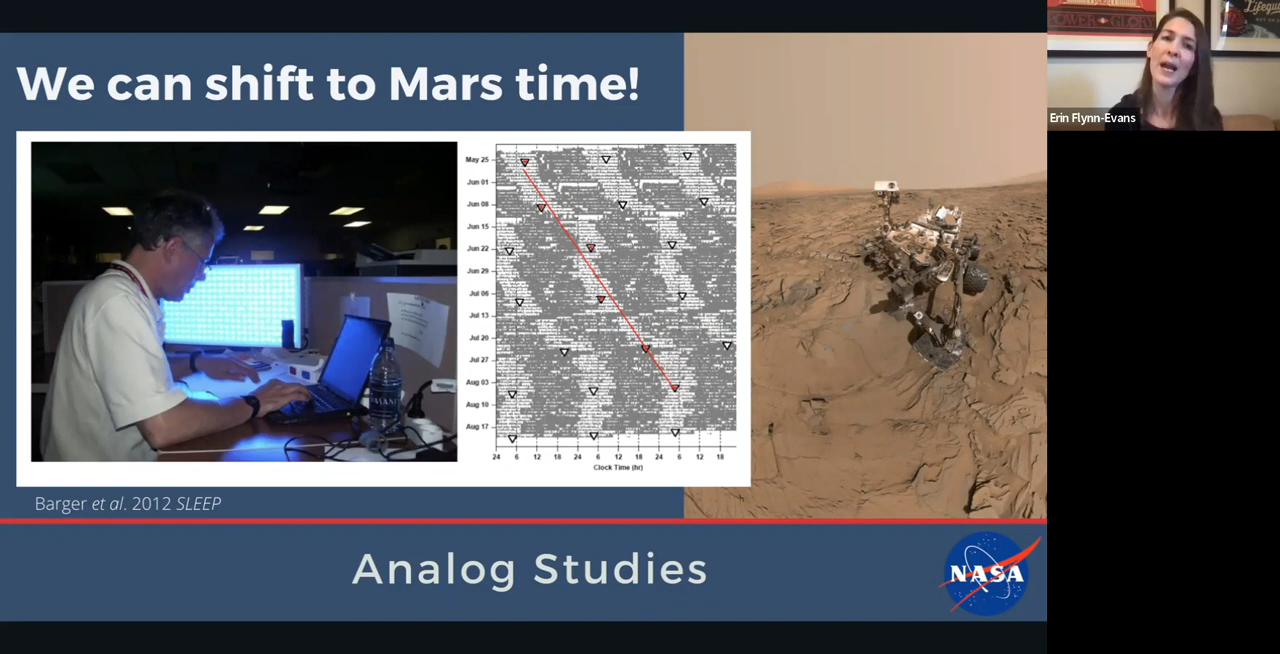 We can shift to Mars time!
POWER GLORY
Erin Flynn-Evans
May 25
Jun 01
Jun 08
Jun 15
Jun 22
Jun 29
Jul 06
Jul 13
Jul 20
Jul 27
Aug 03
Aug 10
Aug 17
24 6 12 18 24 6 12 18 24 6 12 18
Clock Time (hr)
Barger et al. 2012 SLEEP
Analog Studies
NASA